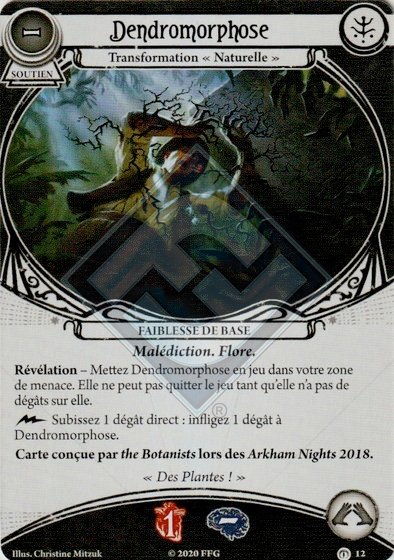 Dendromorphose
Transformation « Naturelle »
SOUTIEN
FAIBLESSE DE BASE
Malédiction. Flore.
Révélation – Mettez Dendromorphose en jeu dans votre zone
de menace. Elle ne peut pas quitter le jeu tant qu'elle n'a pas de
dégâts sur elle.
Subissez 1 dégât direct : infligez 1 dégât à
Dendromorphose.
Carte conçue par the Botanists lors des Arkham Nights 2018.
« Des Plantes ! »
1
–
Illus. Christine Mitzuk
© 2020 FFG
12